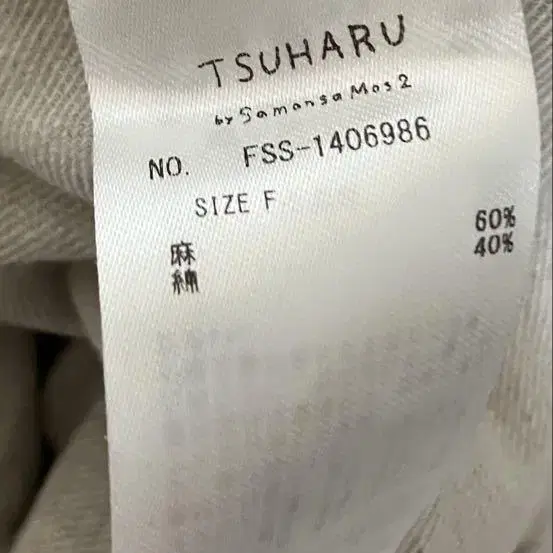 TSUHARU
by Samansa Mos2
NO. FSS-1406986
SIZE F
麻 60%
綿 40%